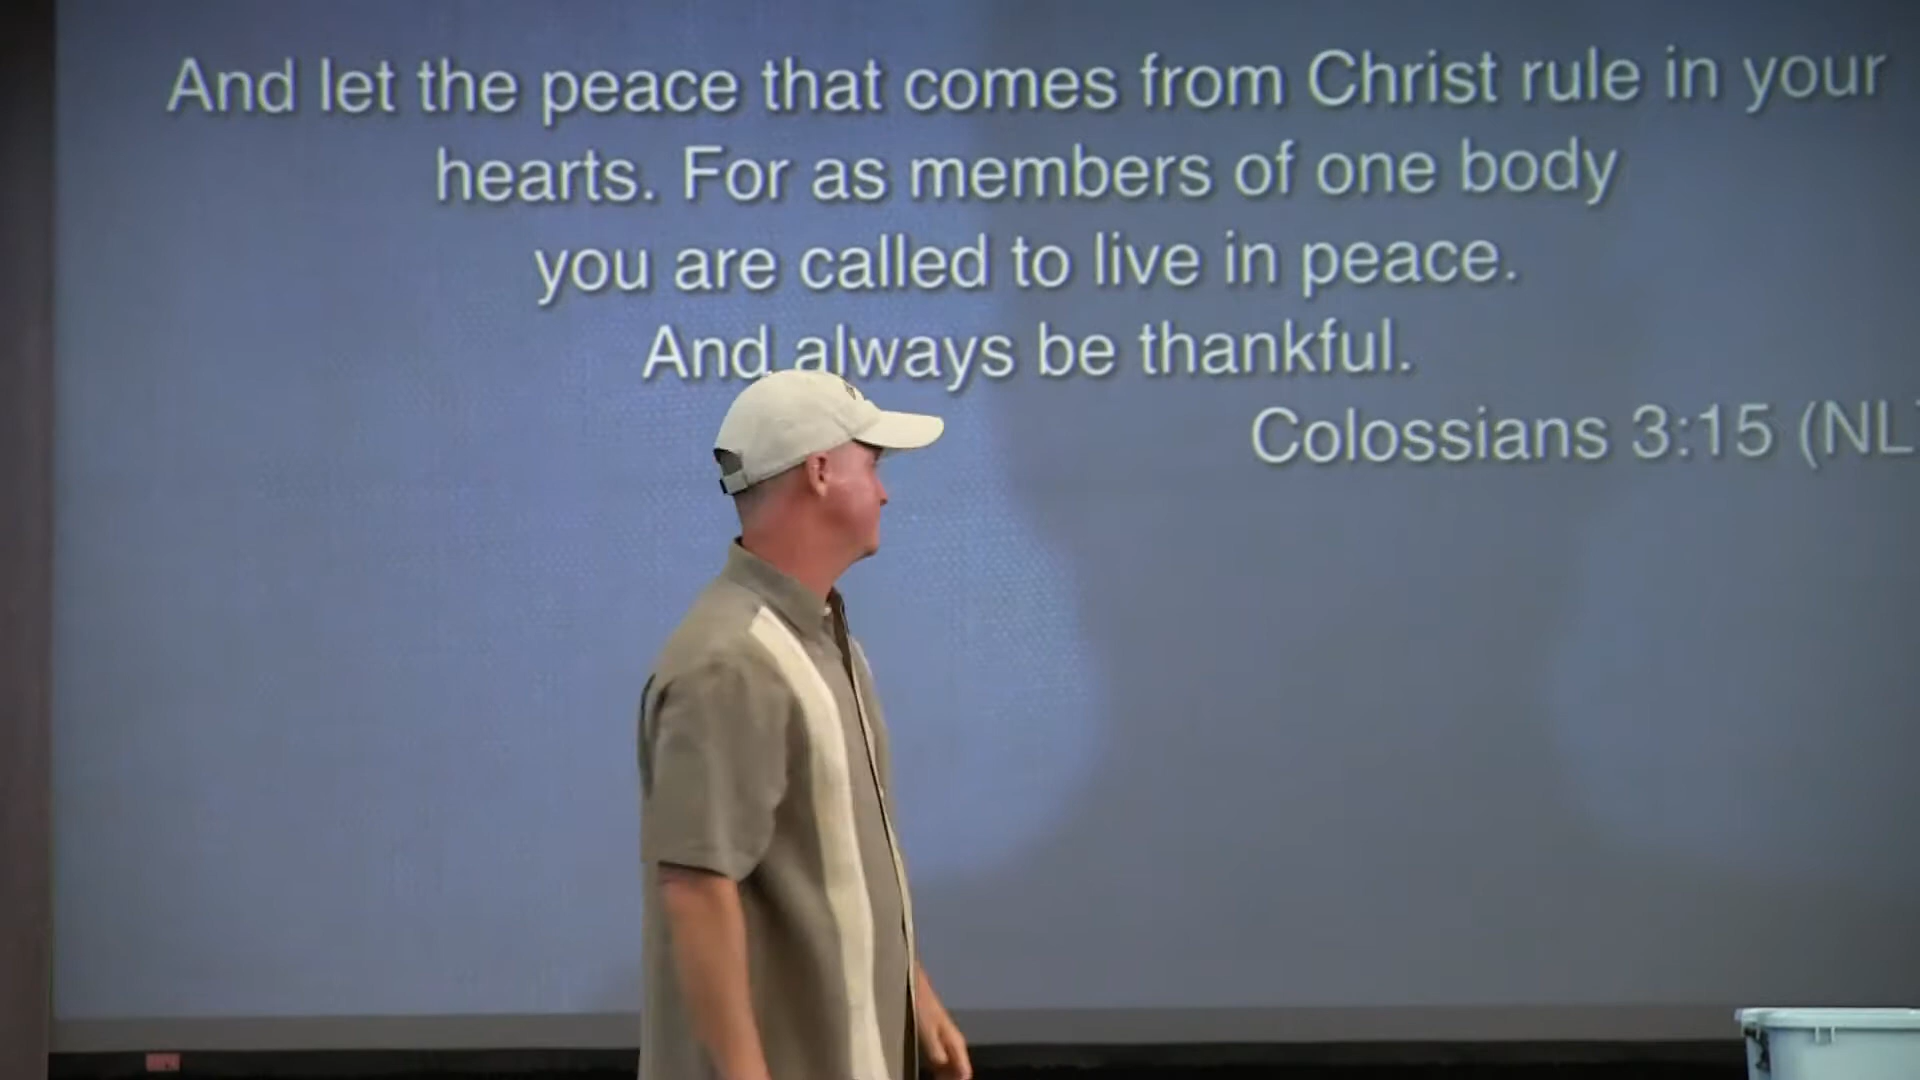 And let the peace that comes from Christ rule in your
hearts. For as members of one body
you are called to live in peace.
And always be thankful.
Colossians 3:15 (NL